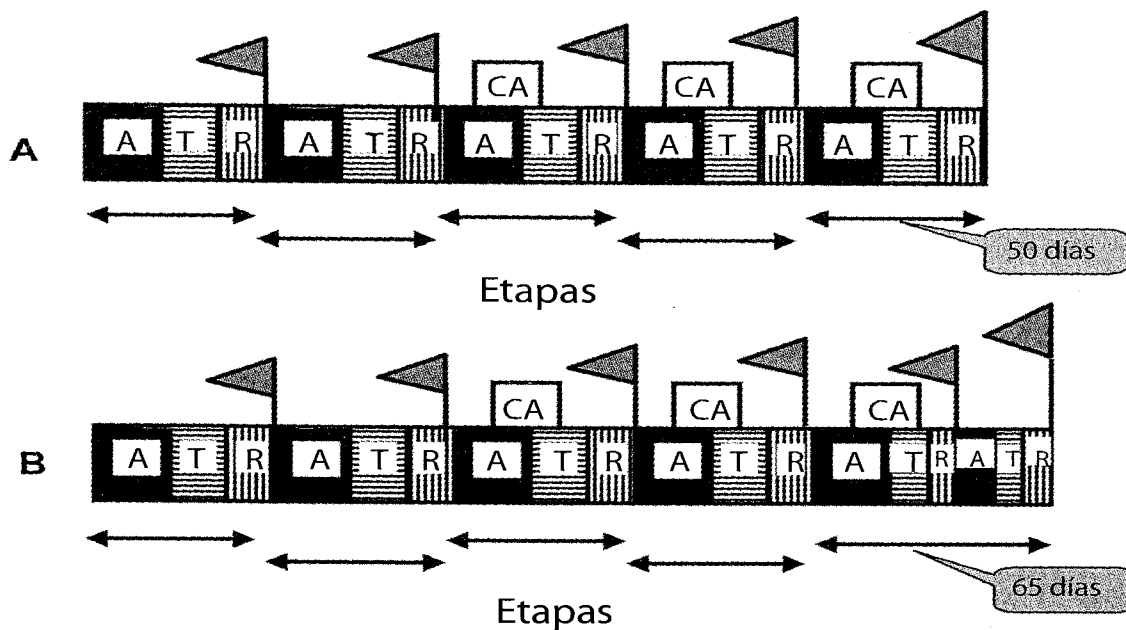 CA CA CA
A A T R A T R A T R A T R A T R
50 días
Etapas
CA CA CA
B A T R A T R A T R A T R A T R A T R
65 días
Etapas